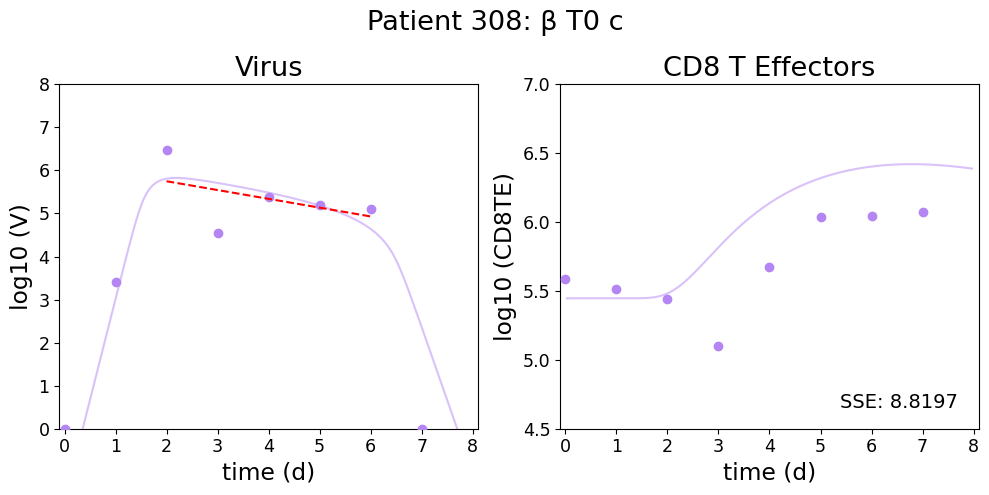 Patient 308: β T0 c
Virus
log10 (V)
8
7
6
5
4
3
2
1
0
0 1 2 3 4 5 6 7 8
time (d)
CD8 T Effectors
log10 (CD8TE)
7.0
6.5
6.0
5.5
5.0
4.5
SSE: 8.8197
0 1 2 3 4 5 6 7 8
time (d)